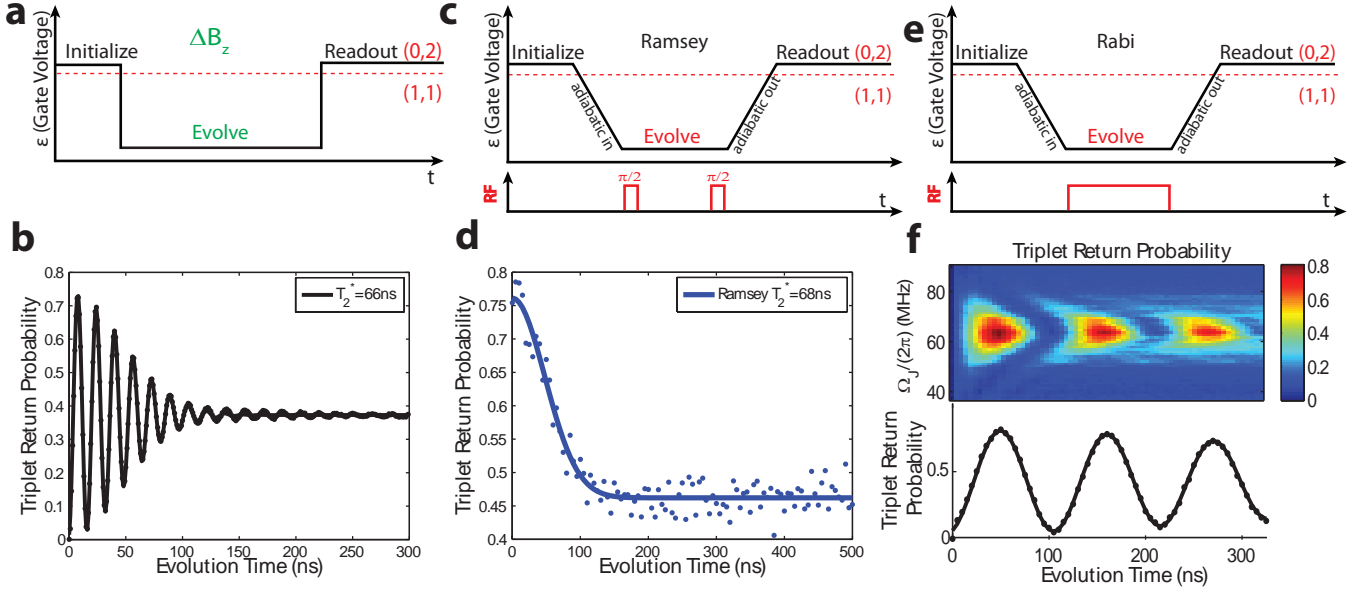 a
ε (Gate Voltage)
Initialize
ΔBz
Readout (0,2)
(1,1)
Evolve
t
b
Triplet Return Probability
0.8
0.7
0.6
0.5
0.4
0.3
0.2
0.1
0
T2*=66ns
0 50 100 150 200 250 300
Evolution Time (ns)
c
ε (Gate Voltage)
Initialize
Ramsey
Readout (0,2)
(1,1)
adiabatic in
Evolve
adiabatic out
t
RF
π/2 π/2
t
d
Triplet Return Probability
0.8
0.75
0.7
0.65
0.6
0.55
0.5
0.45
0.4
Ramsey T2*=68ns
0 100 200 300 400 500
Evolution Time (ns)
e
ε (Gate Voltage)
Initialize
Rabi
Readout (0,2)
(1,1)
adiabatic in
Evolve
adiabatic out
t
RF
t
f
Triplet Return Probability
ΩJ/(2π) (MHz)
80
60
40
0.8
0.6
0.4
0.2
0
Triplet Return
Probability
0.5
0
0 100 200 300
Evolution Time (ns)